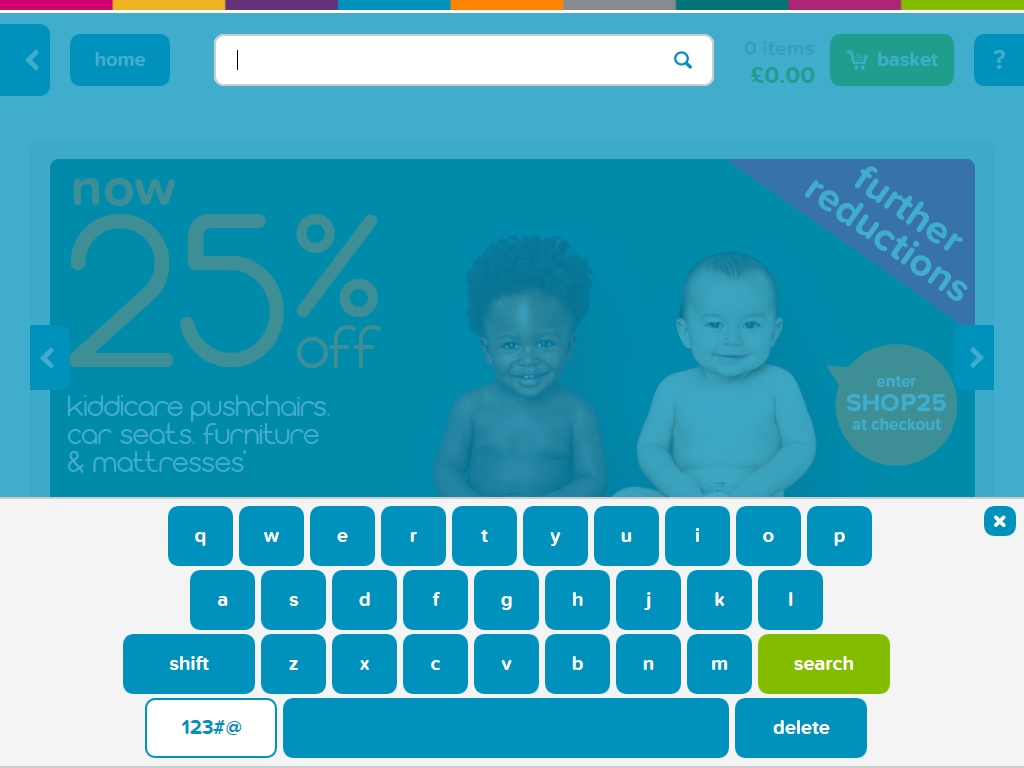 home
0 items
£0.00
basket
?
now
25%
off
kiddicare pushchairs.
car seats. furniture
& mattresses*
further
reductions
enter
SHOP25
at checkout
q w e r t y u i o p
a s d f g h j k l
shift z x c v b n m search
123#@ delete